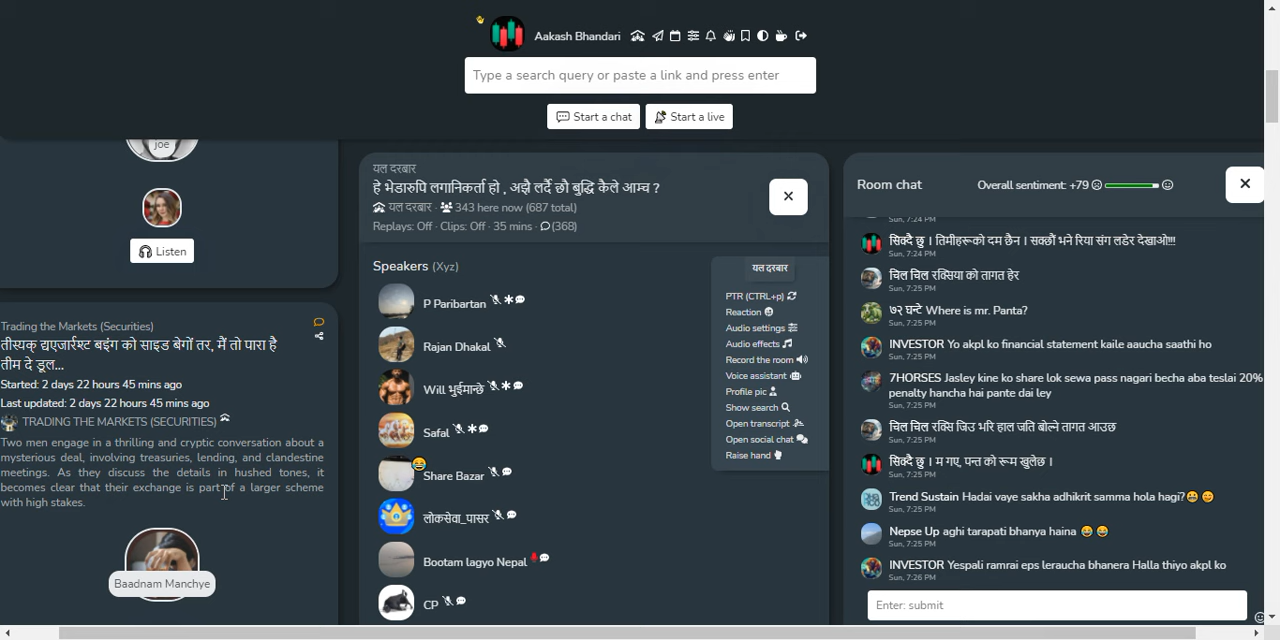 Aakash Bhandari
Type a search query or paste a link and press enter
Start a chat
Start a live
joe
Listen
Trading the Markets (Securities)
तीस्यक् द्यएजार्रस्ट बइंग को साइड बेगों तर, मैं तो पारा है
तीम दे डूल...
Started: 2 days 22 hours 45 mins ago
Last updated: 2 days 22 hours 45 mins ago
TRADING THE MARKETS (SECURITIES)
Two men engage in a thrilling and cryptic conversation about a
mysterious deal, involving treasuries, lending, and clandestine
meetings. As they discuss the details in hushed tones, it
becomes clear that their exchange is part of a larger scheme
with high stakes.
Baadnam Manchye
यल दरबार
हे भेडारुपि लगानिकर्ता हो , अझै लर्दै छौ बुद्धि कैले आम्च ?
यल दरबार · 343 here now (687 total)
Replays: Off · Clips: Off · 35 mins · (368)
Speakers (Xyz)
P Paribartan
Rajan Dhakal
Will भुईमान्छे
Safal
Share Bazar
लोकसेवा_पासर
Bootam lagyo Nepal
CP
यल दरबार
PTR (CTRL+p)
Reaction
Audio settings
Audio effects
Record the room
Voice assistant
Profile pic
Show search
Open transcript
Open social chat
Raise hand
Room chat
Overall sentiment: +79
Sun, 7:24 PM
सिक्दै छु । तिमीहरूको दम छैन । सक्छौं भने रिया संग लडेर देखाओ!!!
Sun, 7:24 PM
चिल चिल रक्सिया को तागत हेर
Sun, 7:25 PM
७२ घन्टे Where is mr. Panta?
Sun, 7:25 PM
INVESTOR Yo akpl ko financial statement kaile aaucha saathi ho
Sun, 7:25 PM
7HORSES Jasley kine ko share lok sewa pass nagari becha aba teslai 20%
penalty hancha hai pante dai ley
Sun, 7:25 PM
चिल चिल रक्सि जिउ भरि हाल जति बोल्ने तागत आउछ
Sun, 7:25 PM
सिक्दै छु । म गए, पन्त को रूम खुलेछ ।
Sun, 7:25 PM
Trend Sustain Hadai vaye sakha adhikrit samma hola hagi?😀😊
Sun, 7:25 PM
Nepse Up aghi tarapati bhanya haina 😂 😂
Sun, 7:25 PM
INVESTOR Yespali ramrai eps leraucha bhanera Halla thiyo akpl ko
Sun, 7:26 PM
Enter: submit